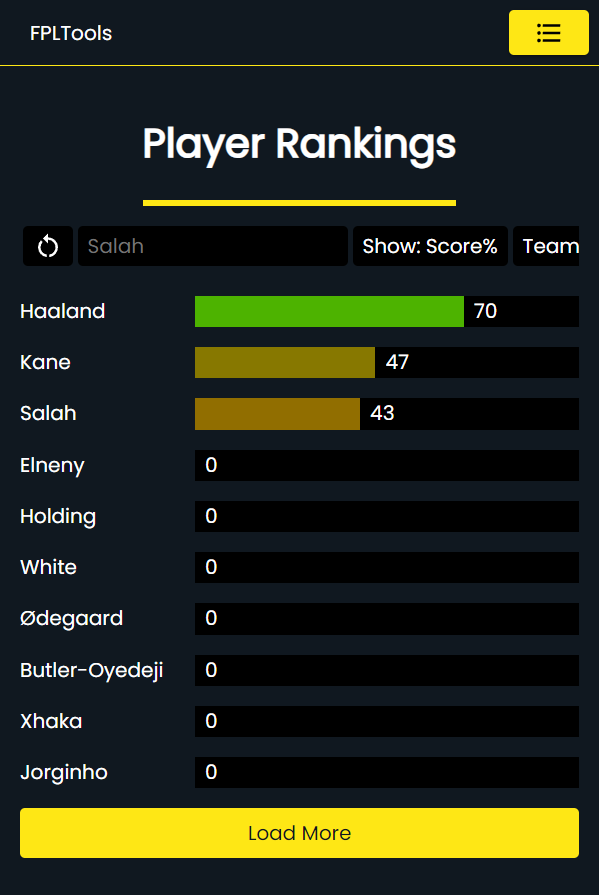 FPLTools
Player Rankings
Salah Show: Score% Team
Haaland 70
Kane 47
Salah 43
Elneny 0
Holding 0
White 0
Ødegaard 0
Butler-Oyedeji 0
Xhaka 0
Jorginho 0
Load More